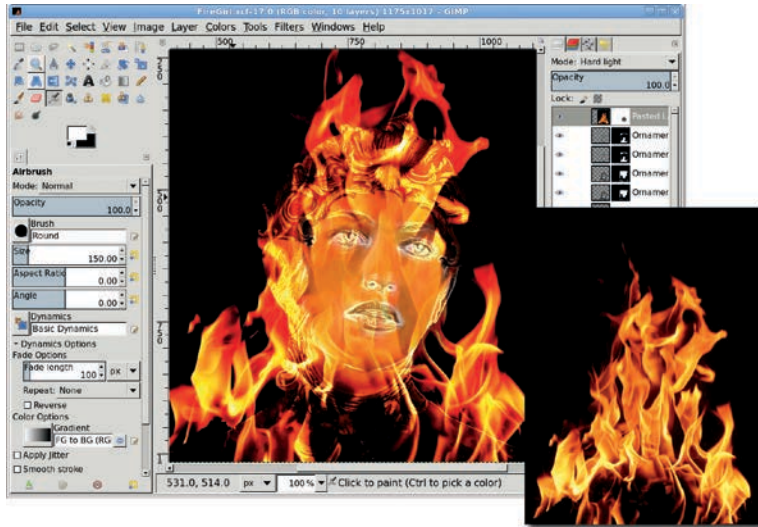 FireGirl.xcf-17.0 (RGB color, 10 layers) 1175x1017 – GIMP
File Edit Select View Image Layer Colors Tools Filters Windows Help
500 750 1000
Mode: Hard light
Opacity
100.0
Lock:
Pasted L
Ornamer
Ornamer
Ornamer
Ornamer
Airbrush
Mode: Normal
Opacity
100.0
Brush
Round
Size
150.00
Aspect Ratio
0.00
Angle
0.00
Dynamics
Basic Dynamics
Dynamics Options
Fade Options
Fade length
100 px
Repeat: None
Reverse
Color Options
Gradient
FG to BG (RG
Apply Jitter
Smooth stroke
531.0, 514.0 px 100 % Click to paint (Ctrl to pick a color)